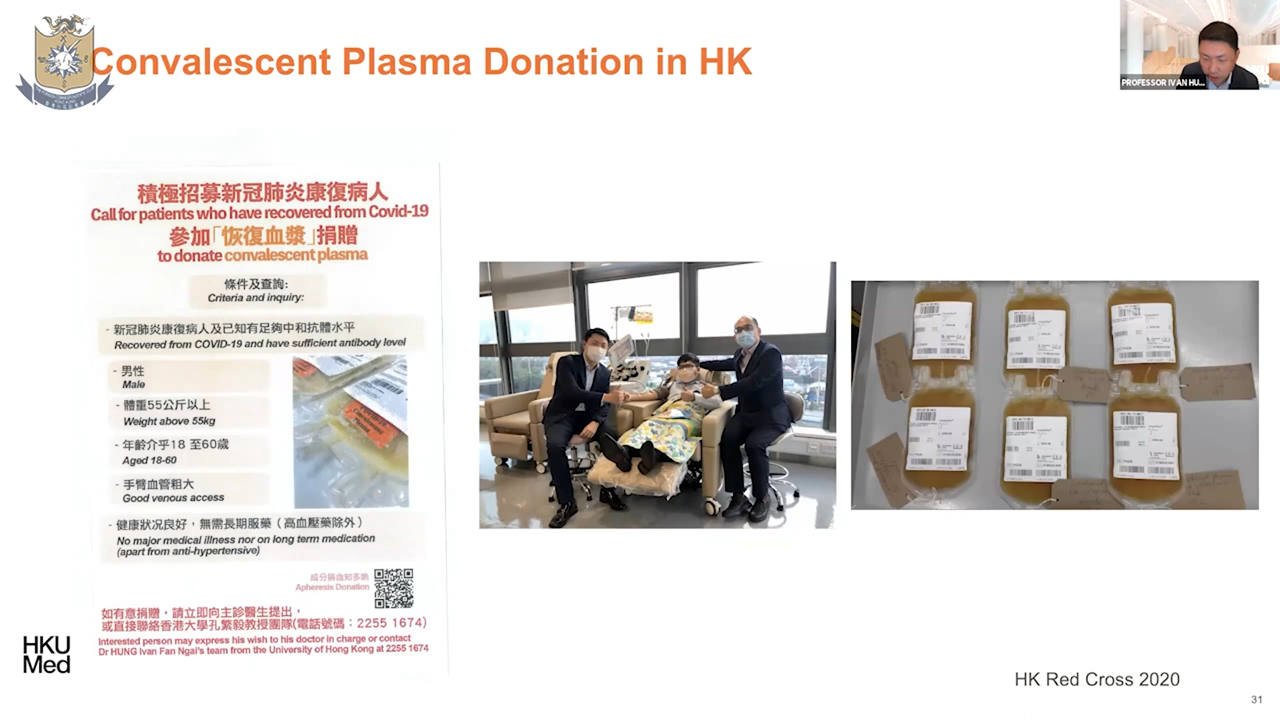 Convalescent Plasma Donation in HK
PROFESSOR IVAN HU...
積極招募新冠肺炎康復病人
Call for patients who have recovered from Covid-19
參加「恢復血漿」捐贈
to donate convalescent plasma
條件及查詢:
Criteria and inquiry:
- 新冠肺炎康復病人及已知有足夠中和抗體水平
Recovered from COVID-19 and have sufficient antibody level
- 男性
Male
- 體重55公斤以上
Weight above 55kg
- 年齡介乎18 至60歲
Aged 18-60
- 手臂血管粗大
Good venous access
- 健康狀况良好，無需長期服藥（高血壓藥除外）
No major medical illness nor on long term medication
(apart from anti-hypertensive)
成分捐血知多啲
Apheresis Donation
如有意捐贈，請立即向主診醫生提出，
或直接聯絡香港大學孔繁毅教授團隊(電話號碼：2255 1674)
Interested person may express his wish to his doctor in charge or contact
Dr HUNG Ivan Fan Ngai's team from the University of Hong Kong at 2255 1674
HKU
Med
HK Red Cross 2020
31